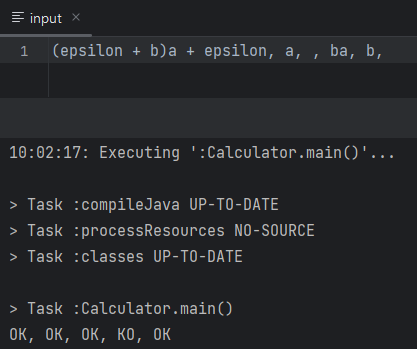 input ×
1 (epsilon + b)a + epsilon, a, , ba, b,
10:02:17: Executing ':Calculator.main()'...
> Task :compileJava UP-TO-DATE
> Task :processResources NO-SOURCE
> Task :classes UP-TO-DATE
> Task :Calculator.main()
OK, OK, OK, KO, OK